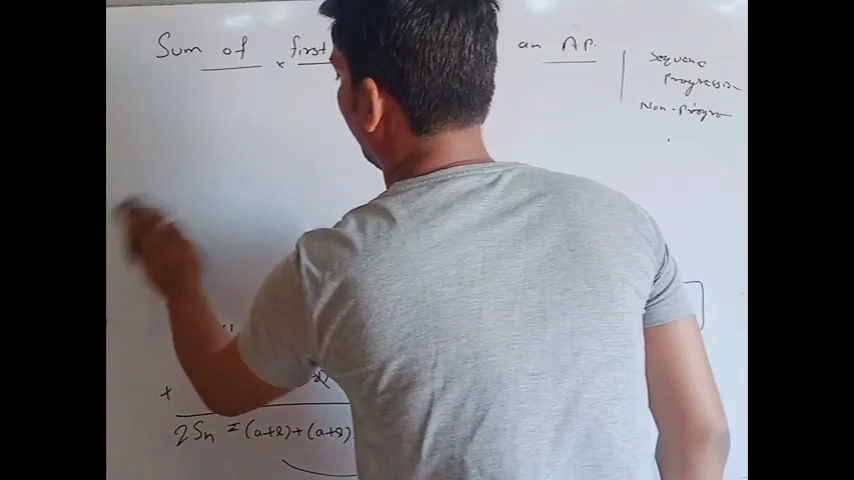 Sum of first
an A.P.
Sequence
Progression
Non-Progre
+
2Sn = (a+l)+(a+l)